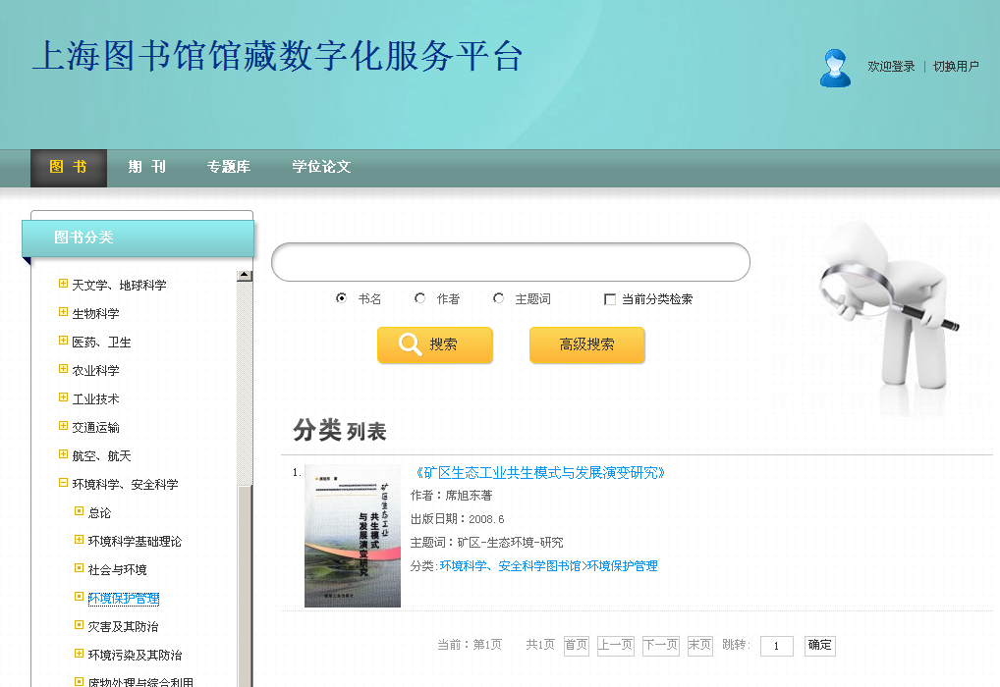 上海图书馆馆藏数字化服务平台
欢迎登录 | 切换用户
图 书 期 刊 专题库 学位论文
图书分类
天文学、地球科学
生物科学
医药、卫生
农业科学
工业技术
交通运输
航空、航天
环境科学、安全科学
总论
环境科学基础理论
社会与环境
环境保护管理
灾害及其防治
环境污染及其防治
废物处理与综合利用
书名 作者 主题词 当前分类检索
搜索 高级搜索
分类 列表
1.
席旭东 著
矿区生态工业
共生模式
与发展演变研究
《矿区生态工业共生模式与发展演变研究》
作者：席旭东著
出版日期：2008.6
主题词：矿区-生态环境-研究
分类:环境科学、安全科学图书馆>环境保护管理
当前：第1页 共1页 首页 上一页 下一页 末页 跳转: 1 确定